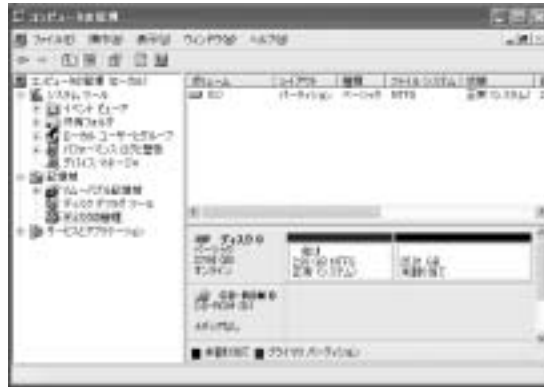 コンピュータの管理
ファイル(F) 操作(A) 表示(V) ウィンドウ(W) ヘルプ(H)
コンピュータの管理 (ローカル)
システム ツール
イベント ビューア
共有フォルダ
ローカル ユーザーとグループ
パフォーマンス ログと警告
デバイス マネージャ
記憶域
リムーバブル記憶域
ディスク デフラグ ツール
ディスクの管理
サービスとアプリケーション
ボリューム レイアウト 種類 ファイル システム 状態
(C:) パーティション ベーシック NTFS 正常 (システム)
ディスク 0
ベーシック
GB
オンライン
(C:)
GB NTFS
正常 (システム)
GB
未割り当て
CD-ROM 0
CD-ROM (D:)
メディアなし
未割り当て プライマリ パーティション